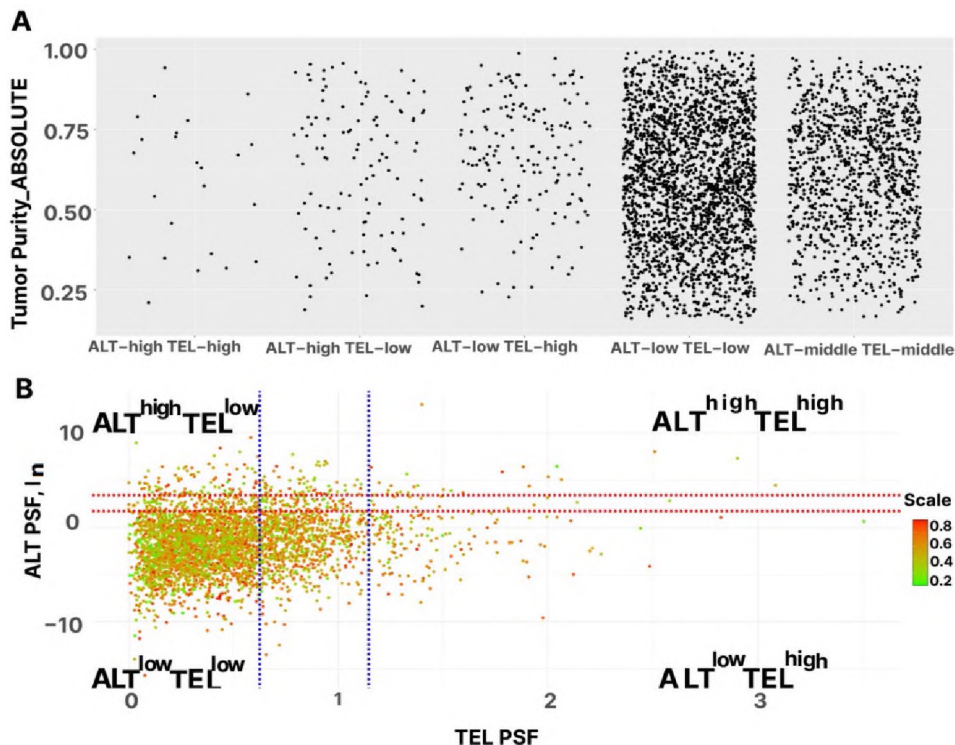 A
Tumor Purity_ABSOLUTE
1.00
0.75
0.50
0.25
ALT-high TEL-high
ALT-high TEL-low
ALT-low TEL-high
ALT-low TEL-low
ALT-middle TEL-middle
B
ALT high TEL low
ALT high TEL high
ALT PSF, ln
10
0
-10
Scale
0.8
0.6
0.4
0.2
ALT low TEL low
ALT low TEL high
0
1
2
3
TEL PSF